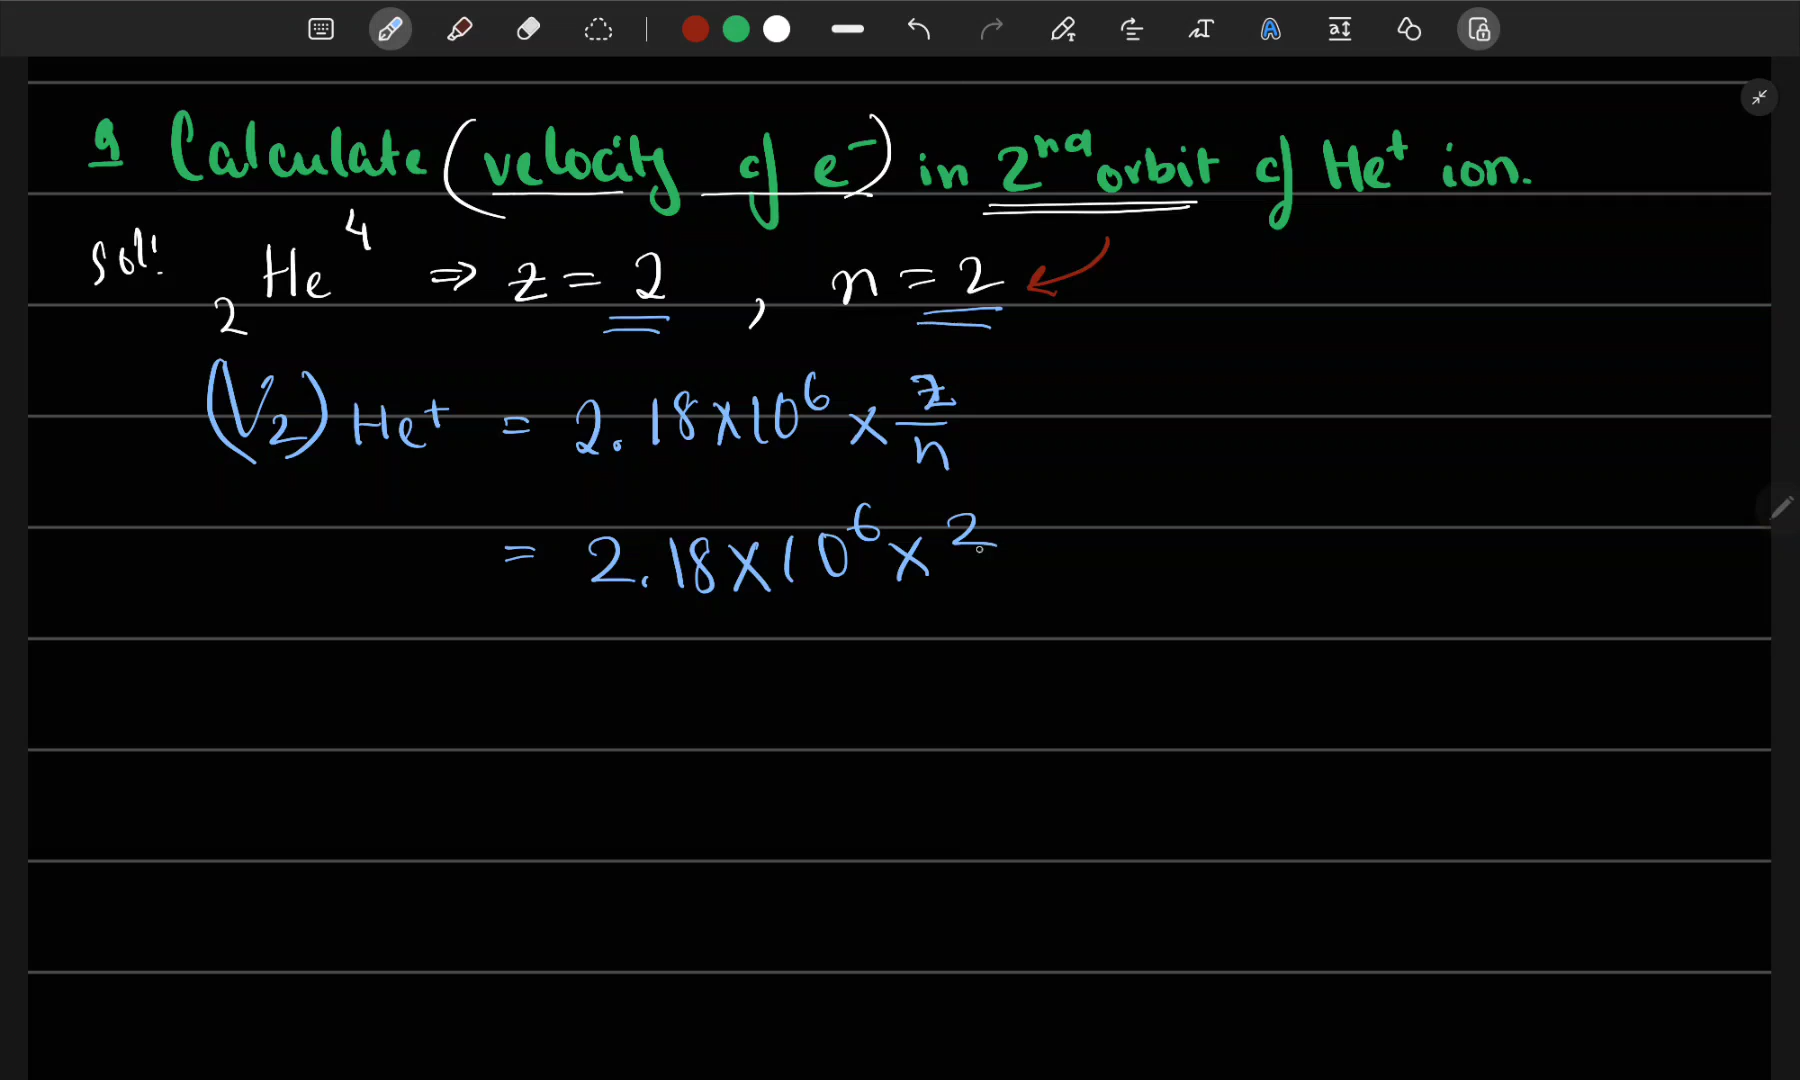 Q Calculate (velocity of e⁻) in 2nd orbit of He⁺ ion.
Sol: ₂He⁴ ⇒ z = 2 , n = 2
(V₂)He⁺ = 2.18×10⁶ × z/n
= 2.18×10⁶ × 2